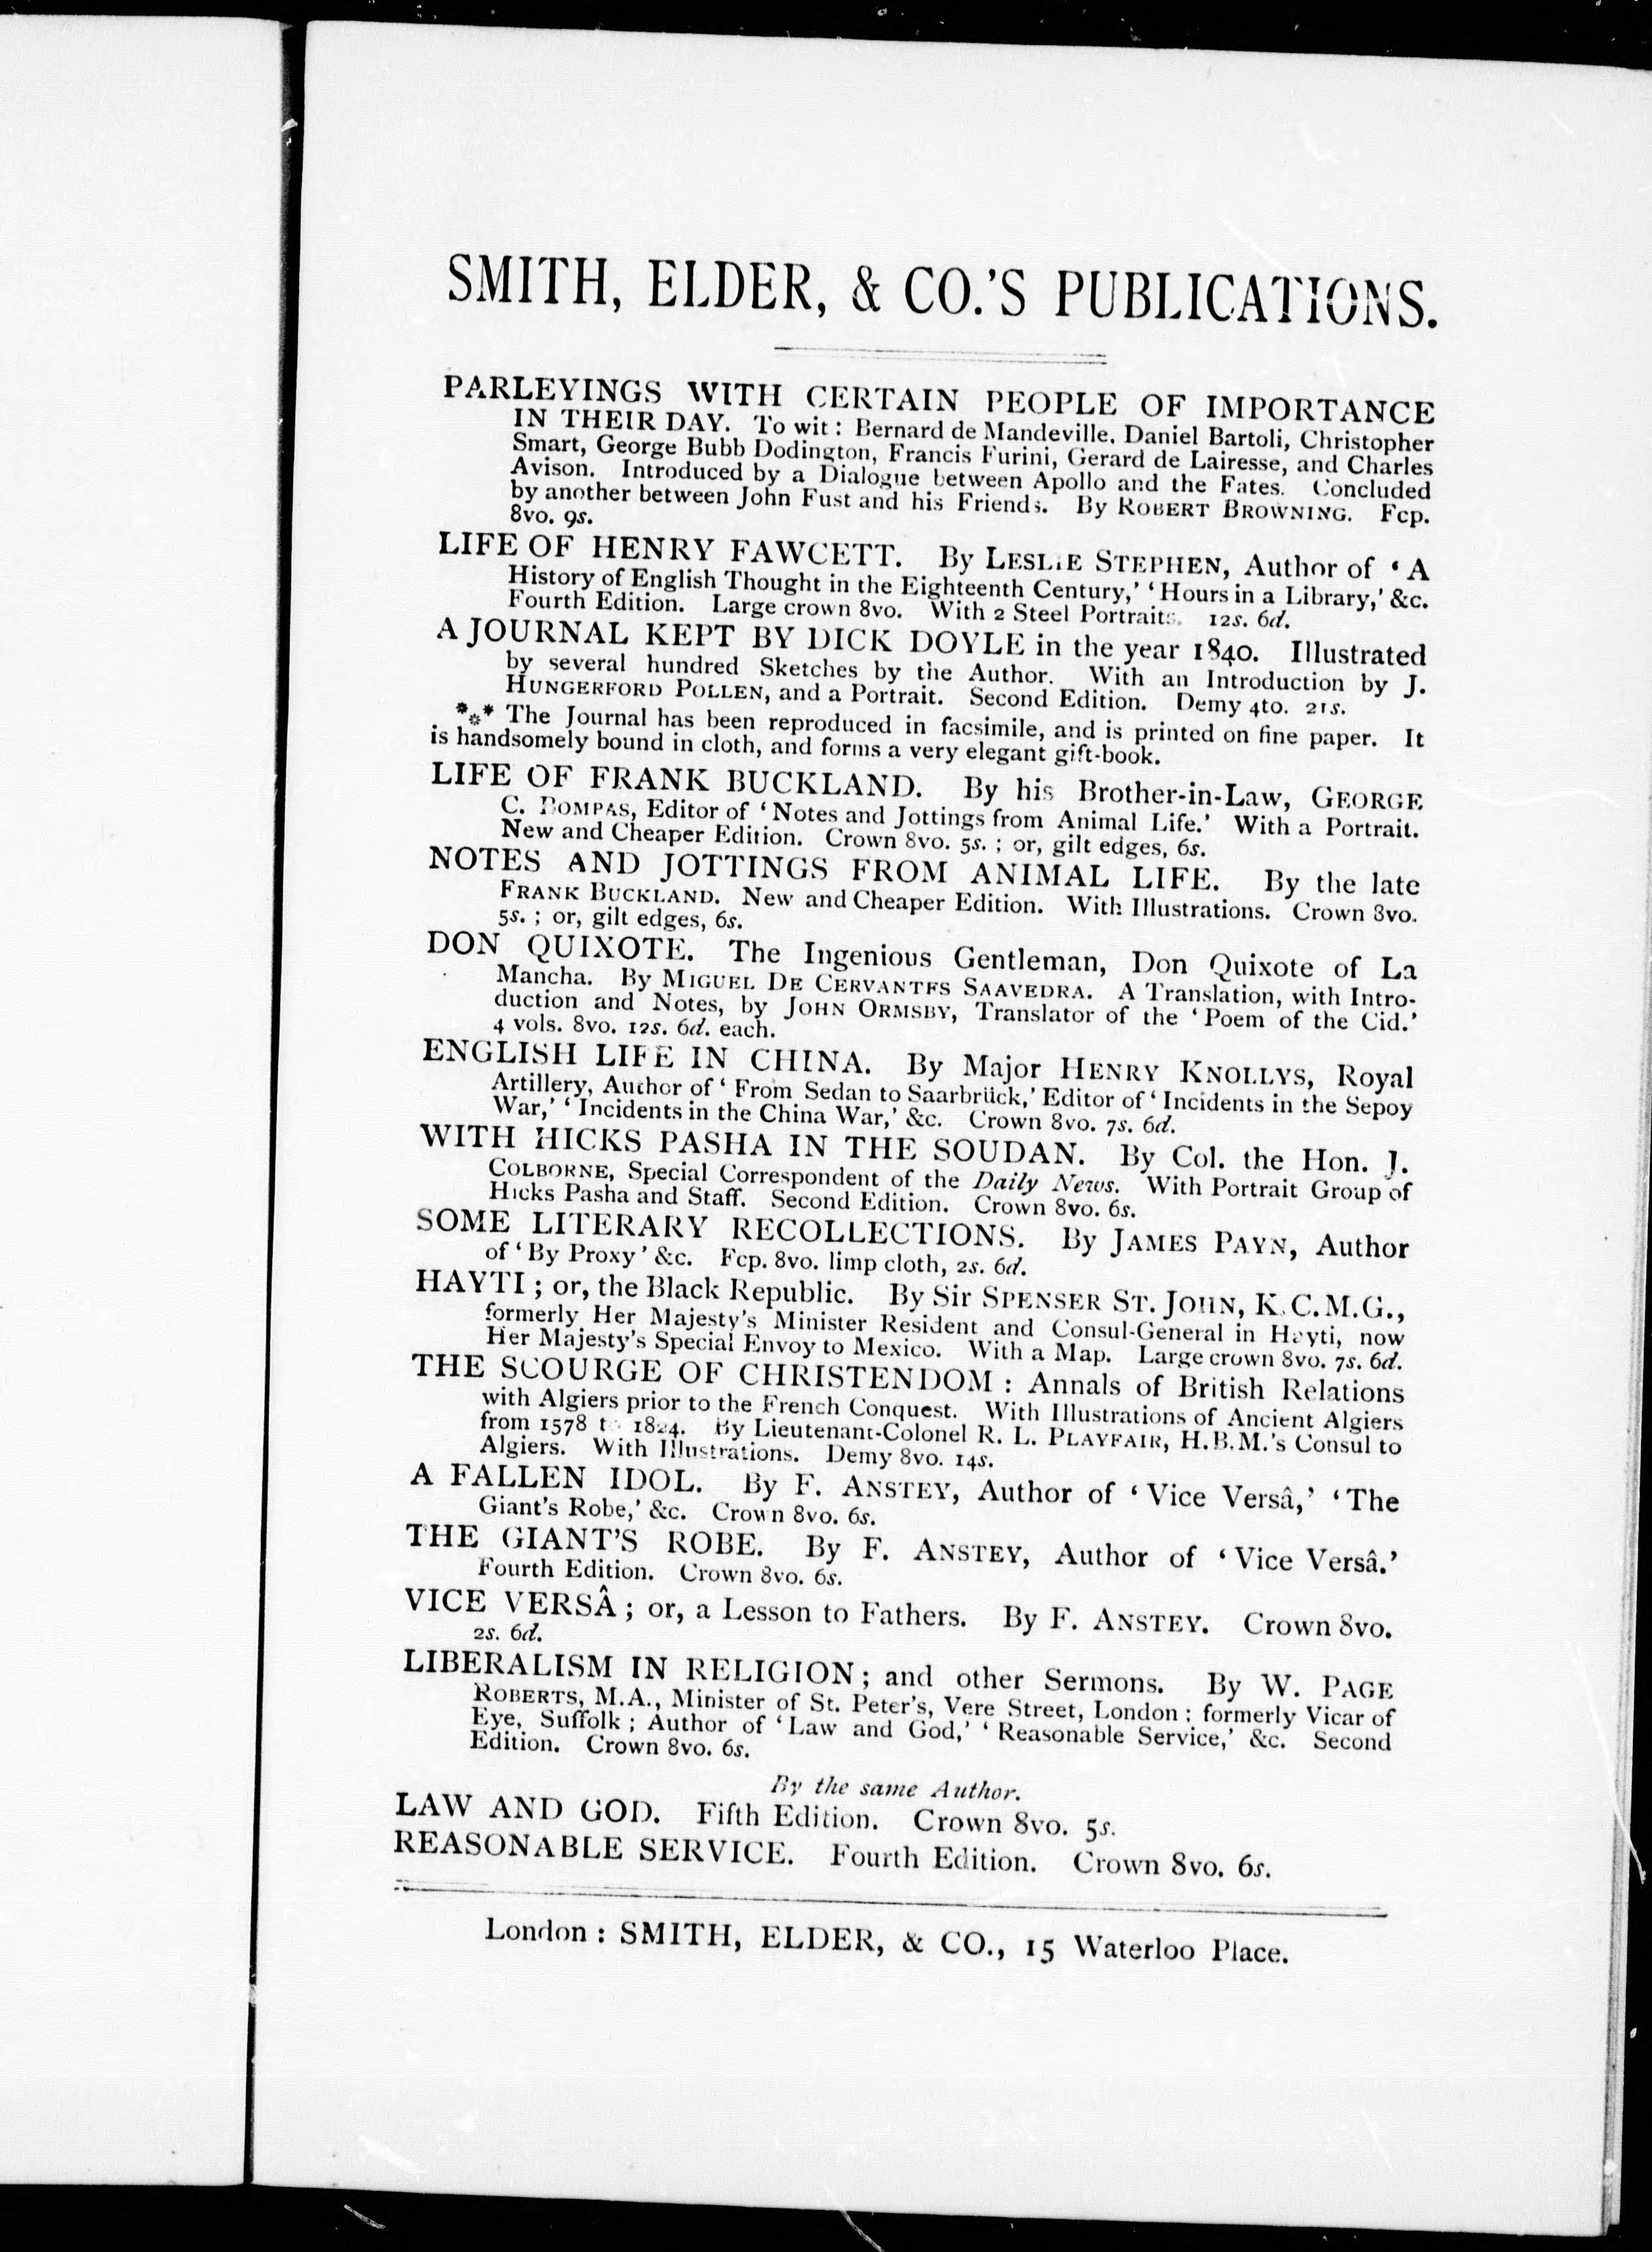 SMITH, ELDER, & CO.'S PUBLICATIONS.
PARLEYINGS WITH CERTAIN PEOPLE OF IMPORTANCE
IN THEIR DAY. To wit: Bernard de Mandeville, Daniel Bartoli, Christopher
Smart, George Bubb Dodington, Francis Furini, Gerard de Lairesse, and Charles
Avison. Introduced by a Dialogue between Apollo and the Fates. Concluded
by another between John Fust and his Friends. By ROBERT BROWNING. Fcp.
8vo. 9s.
LIFE OF HENRY FAWCETT. By LESLIE STEPHEN, Author of ‘A
History of English Thought in the Eighteenth Century,’ ‘Hours in a Library,’ &c.
Fourth Edition. Large crown 8vo. With 2 Steel Portraits. 12s. 6d.
A JOURNAL KEPT BY DICK DOYLE in the year 1840. Illustrated
by several hundred Sketches by the Author. With an Introduction by J.
HUNGERFORD POLLEN, and a Portrait. Second Edition. Demy 4to. 21s.
*⁎* The Journal has been reproduced in facsimile, and is printed on fine paper. It
is handsomely bound in cloth, and forms a very elegant gift-book.
LIFE OF FRANK BUCKLAND. By his Brother-in-Law, GEORGE
C. BOMPAS, Editor of ‘Notes and Jottings from Animal Life.’ With a Portrait.
New and Cheaper Edition. Crown 8vo. 5s. ; or, gilt edges, 6s.
NOTES AND JOTTINGS FROM ANIMAL LIFE. By the late
FRANK BUCKLAND. New and Cheaper Edition. With Illustrations. Crown 8vo.
5s. ; or, gilt edges, 6s.
DON QUIXOTE. The Ingenious Gentleman, Don Quixote of La
Mancha. By MIGUEL DE CERVANTES SAAVEDRA. A Translation, with Intro-
duction and Notes, by JOHN ORMSBY, Translator of the ‘Poem of the Cid.’
4 vols. 8vo. 12s. 6d. each.
ENGLISH LIFE IN CHINA. By Major HENRY KNOLLYS, Royal
Artillery, Author of ‘From Sedan to Saarbrück,’ Editor of ‘Incidents in the Sepoy
War,’ ‘Incidents in the China War,’ &c. Crown 8vo. 7s. 6d.
WITH HICKS PASHA IN THE SOUDAN. By Col. the Hon. J.
COLBORNE, Special Correspondent of the Daily News. With Portrait Group of
Hicks Pasha and Staff. Second Edition. Crown 8vo. 6s.
SOME LITERARY RECOLLECTIONS. By JAMES PAYN, Author
of ‘By Proxy’ &c. Fcp. 8vo. limp cloth, 2s. 6d.
HAYTI ; or, the Black Republic. By Sir SPENSER ST. JOHN, K.C.M.G.,
formerly Her Majesty's Minister Resident and Consul-General in Hayti, now
Her Majesty's Special Envoy to Mexico. With a Map. Large crown 8vo. 7s. 6d.
THE SCOURGE OF CHRISTENDOM : Annals of British Relations
with Algiers prior to the French Conquest. With Illustrations of Ancient Algiers
from 1578 to 1824. By Lieutenant-Colonel R. L. PLAYFAIR, H.B.M.'s Consul to
Algiers. With Illustrations. Demy 8vo. 14s.
A FALLEN IDOL. By F. ANSTEY, Author of ‘Vice Versâ,’ ‘The
Giant's Robe,’ &c. Crown 8vo. 6s.
THE GIANT'S ROBE. By F. ANSTEY, Author of ‘Vice Versâ.’
Fourth Edition. Crown 8vo. 6s.
VICE VERSÂ ; or, a Lesson to Fathers. By F. ANSTEY. Crown 8vo.
2s. 6d.
LIBERALISM IN RELIGION ; and other Sermons. By W. PAGE
ROBERTS, M.A., Minister of St. Peter's, Vere Street, London ; formerly Vicar of
Eye, Suffolk ; Author of ‘Law and God,’ ‘Reasonable Service,’ &c. Second
Edition. Crown 8vo. 6s.
By the same Author.
LAW AND GOD. Fifth Edition. Crown 8vo. 5s.
REASONABLE SERVICE. Fourth Edition. Crown 8vo. 6s.
London : SMITH, ELDER, & CO., 15 Waterloo Place.